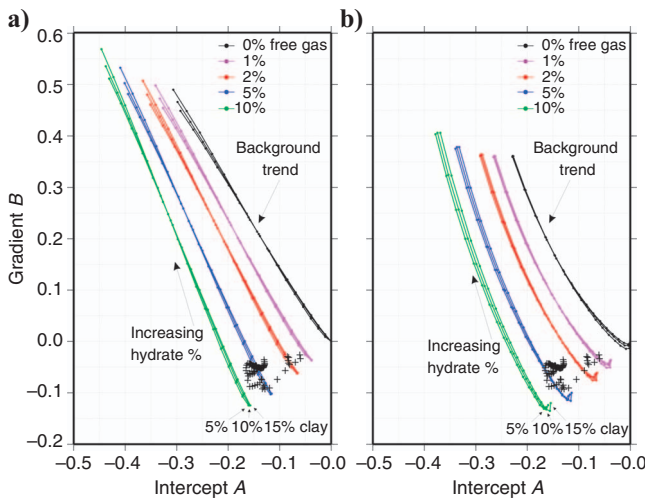 a)
0.6
0.5
0.4
0.3
0.2
0.1
0.0
−0.1
−0.2
Gradient B
0% free gas
1%
2%
5%
10%
Background
trend
Increasing
hydrate %
5% 10% 15% clay
−0.5 −0.4 −0.3 −0.2 −0.1 −0.0
Intercept A
b)
0% free gas
1%
2%
5%
10%
Background
trend
Increasing
hydrate %
5% 10% 15% clay
−0.5 −0.4 −0.3 −0.2 −0.1 −0.0
Intercept A